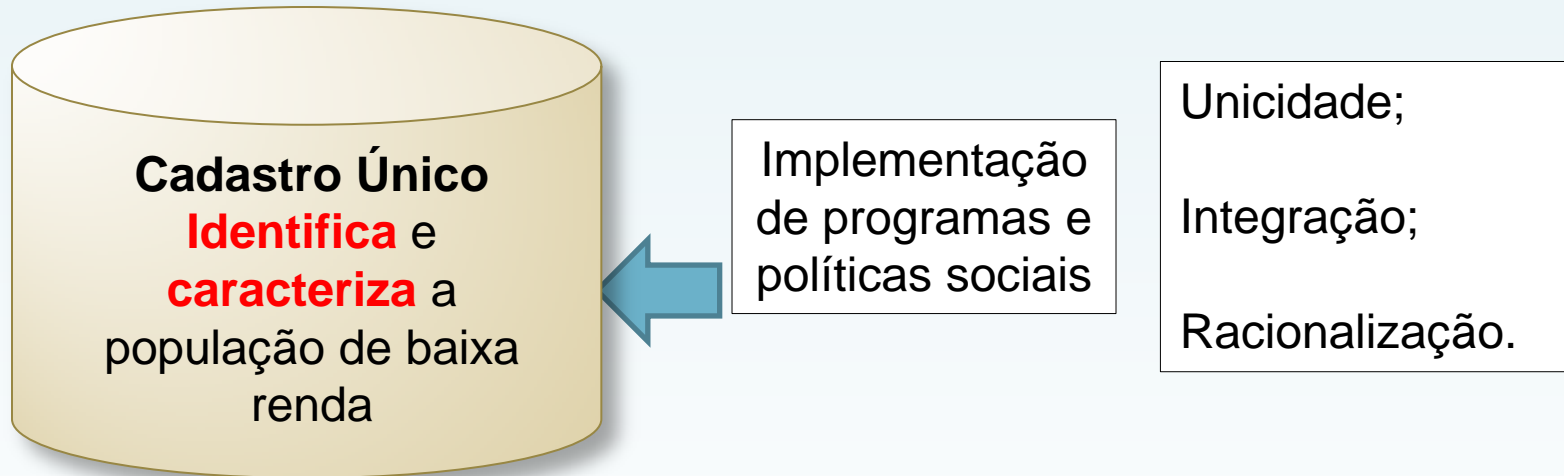 Cadastro Único
Identifica e
caracteriza a
população de baixa
renda
Implementação
de programas e
políticas sociais
Unicidade;
Integração;
Racionalização.